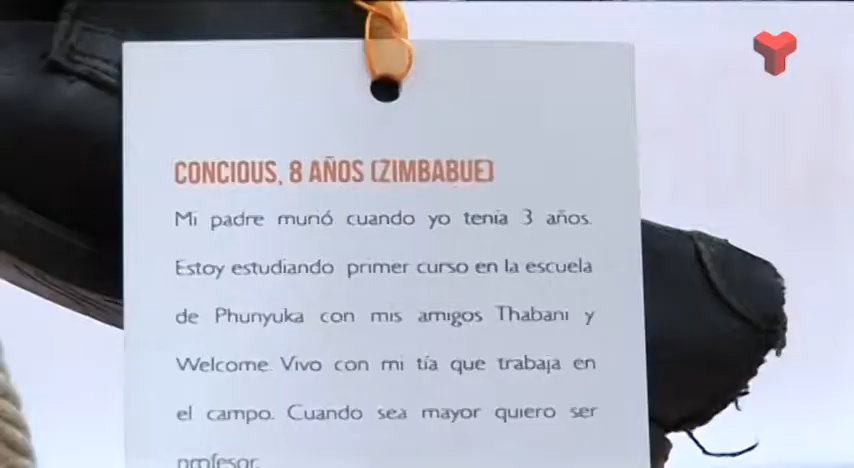 CONCIOUS, 8 AÑOS (ZIMBABUE)
Mi padre murió cuando yo tenía 3 años.
Estoy estudiando primer curso en la escuela
de Phunyuka con mis amigos Thabani y
Welcome. Vivo con mi tía que trabaja en
el campo. Cuando sea mayor quiero ser
profesor.